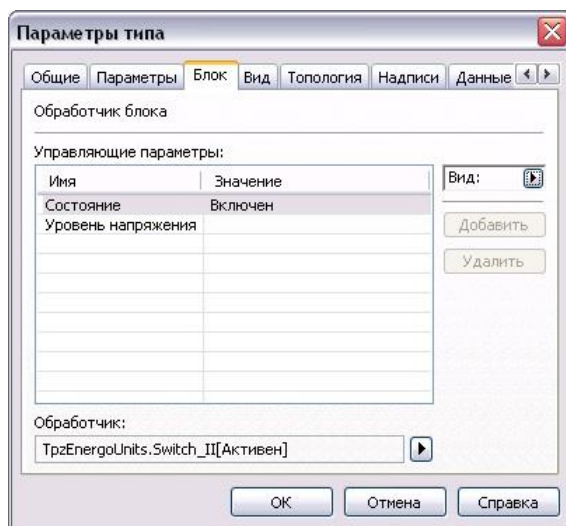 Параметры типа
Общие Параметры Блок Вид Топология Надписи Данные
Обработчик блока
Управляющие параметры:
Имя Значение
Вид:
Состояние Включен
Уровень напряжения
Добавить
Удалить
Обработчик:
TpzEnergoUnits.Switch_II[Активен]
ОК Отмена Справка